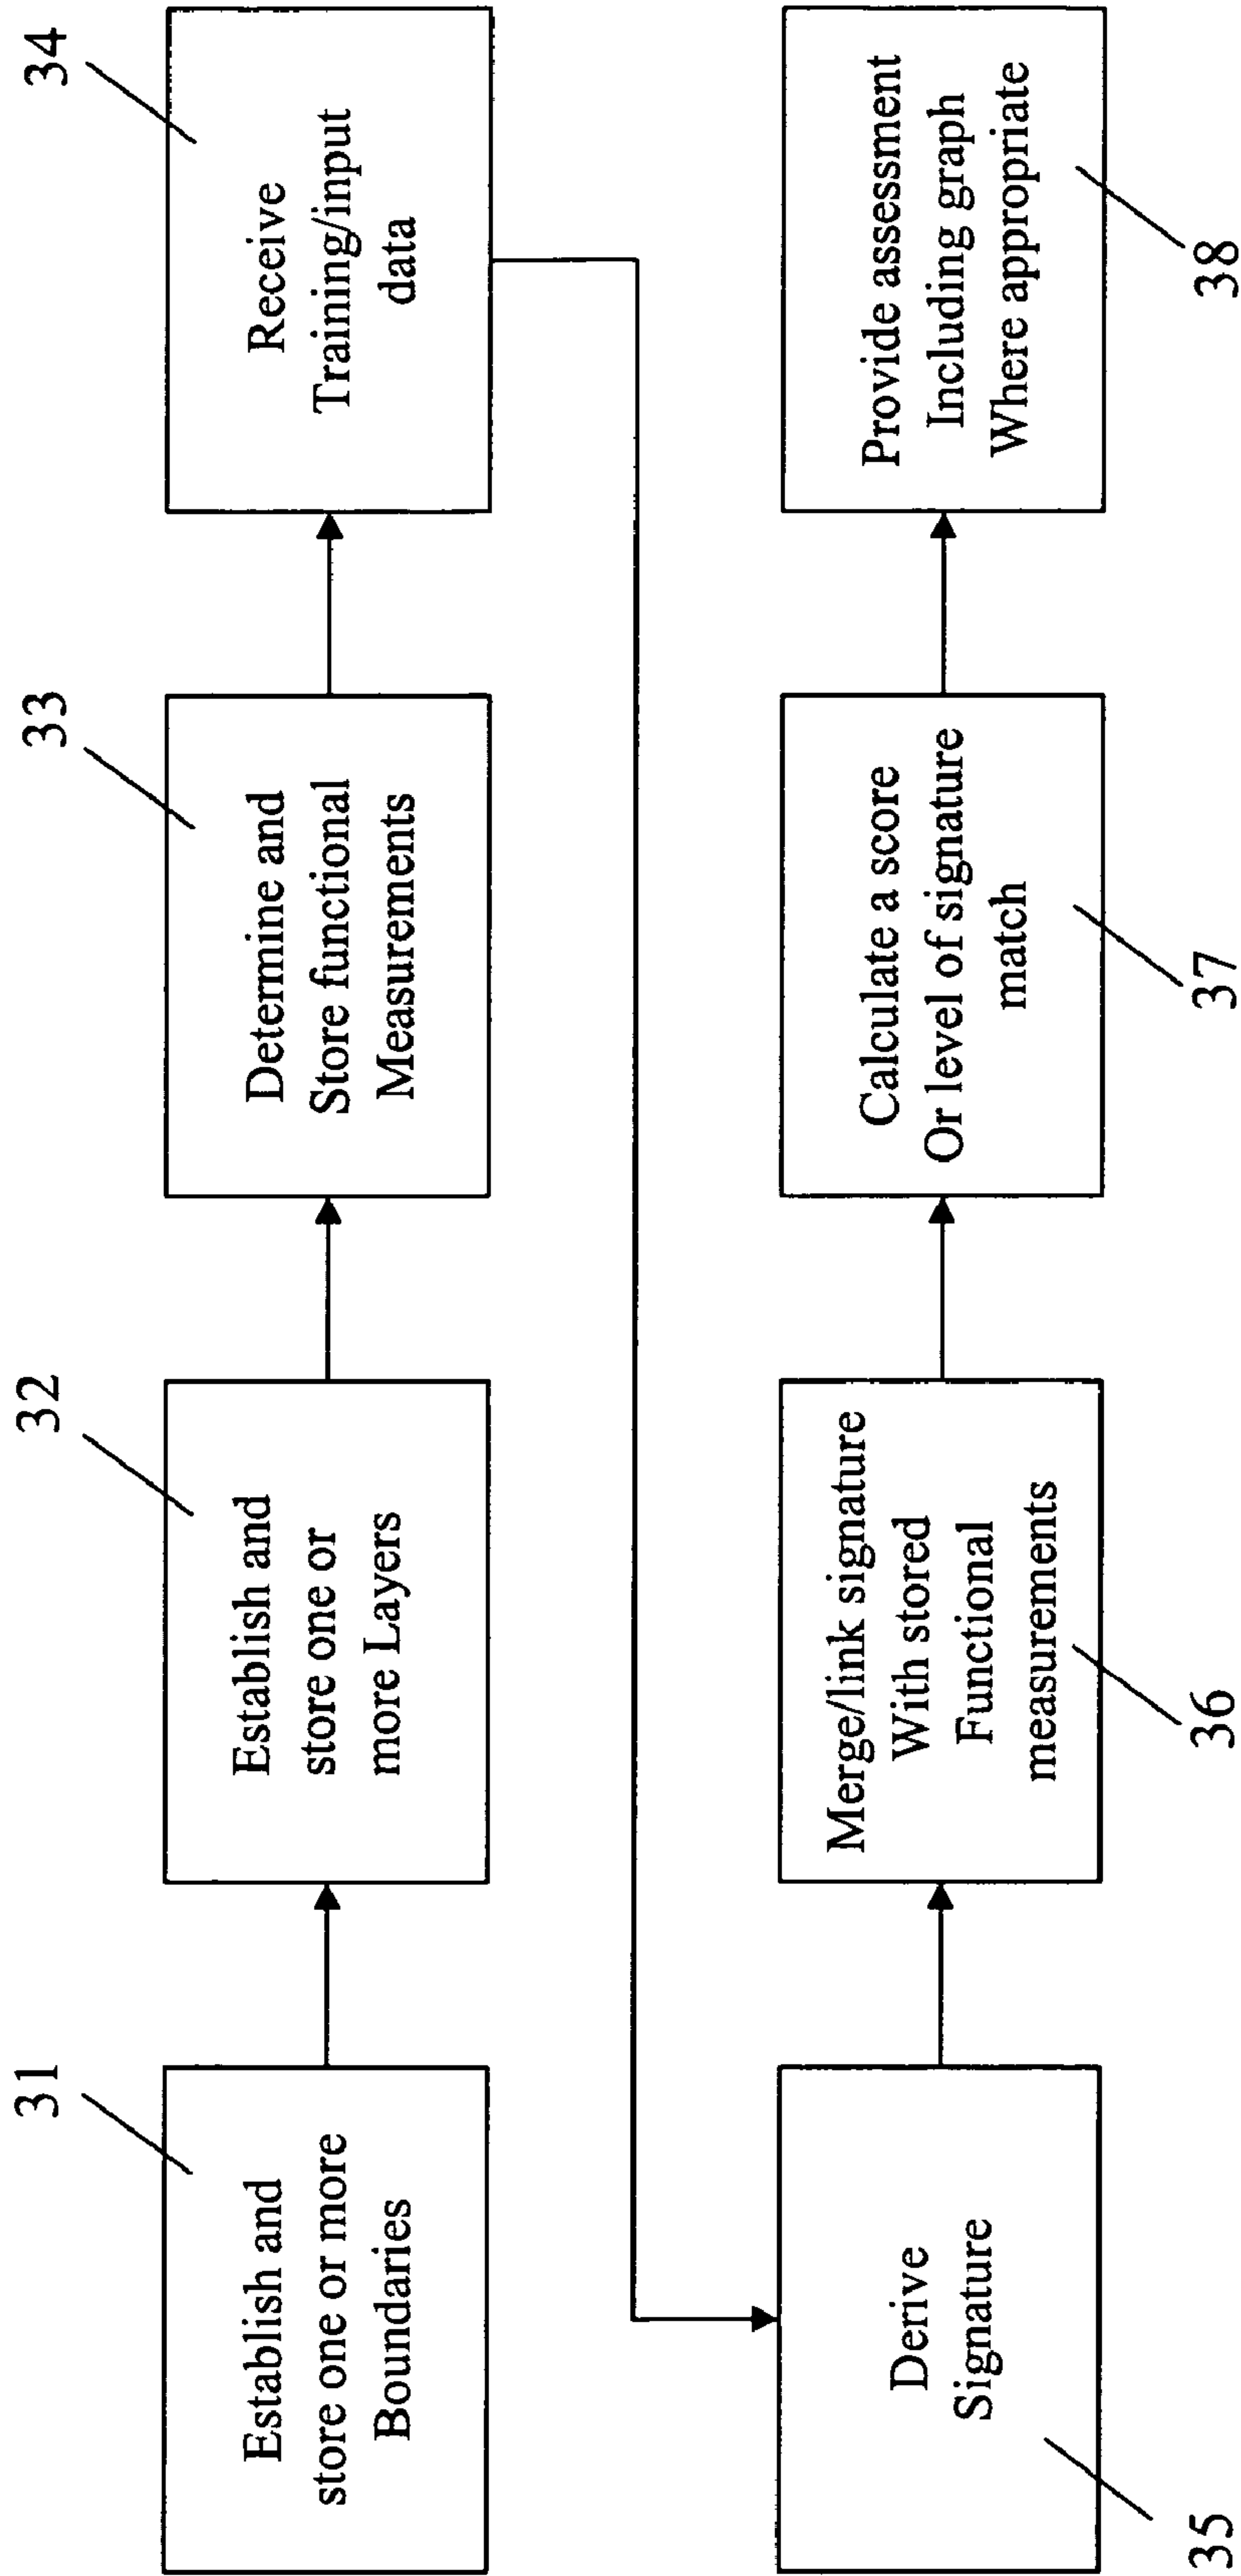 31
Establish and
store one or more
Boundaries
32
Establish and
store one or
more Layers
33
Determine and
Store functional
Measurements
34
Receive
Training/input
data
Derive
Signature
35
Merge/link signature
With stored
Functional
measurements
36
Calculate a score
Or level of signature
match
37
Provide assessment
Including graph
Where appropriate
38